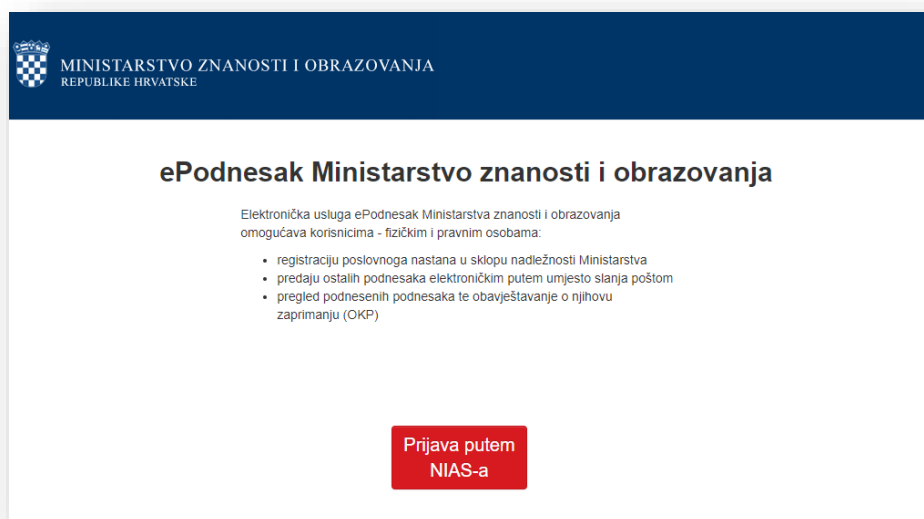 MINISTARSTVO ZNANOSTI I OBRAZOVANJA
REPUBLIKE HRVATSKE
ePodnesak Ministarstvo znanosti i obrazovanja
Elektronička usluga ePodnesak Ministarstva znanosti i obrazovanja
omogućava korisnicima - fizičkim i pravnim osobama:
• registraciju poslovnoga nastana u sklopu nadležnosti Ministarstva
• predaju ostalih podnesaka elektroničkim putem umjesto slanja poštom
• pregled podnesenih podnesaka te obavještavanje o njihovu
zaprimanju (OKP)
Prijava putem
NIAS-a